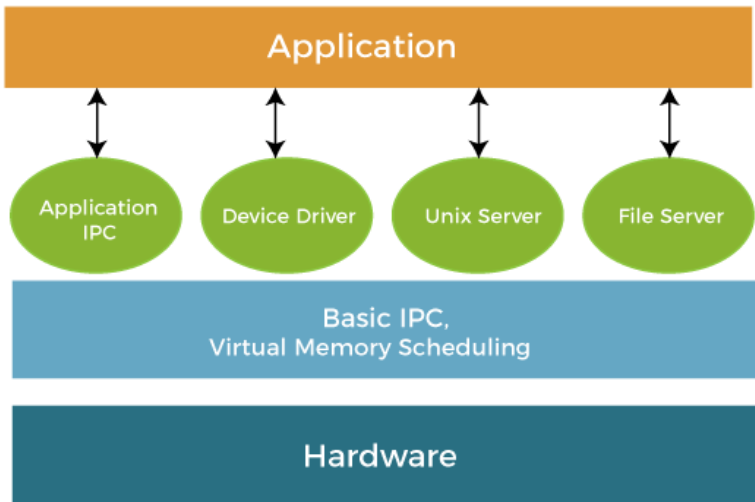 Application
Application
IPC
Device Driver
Unix Server
File Server
Basic IPC,
Virtual Memory Scheduling
Hardware